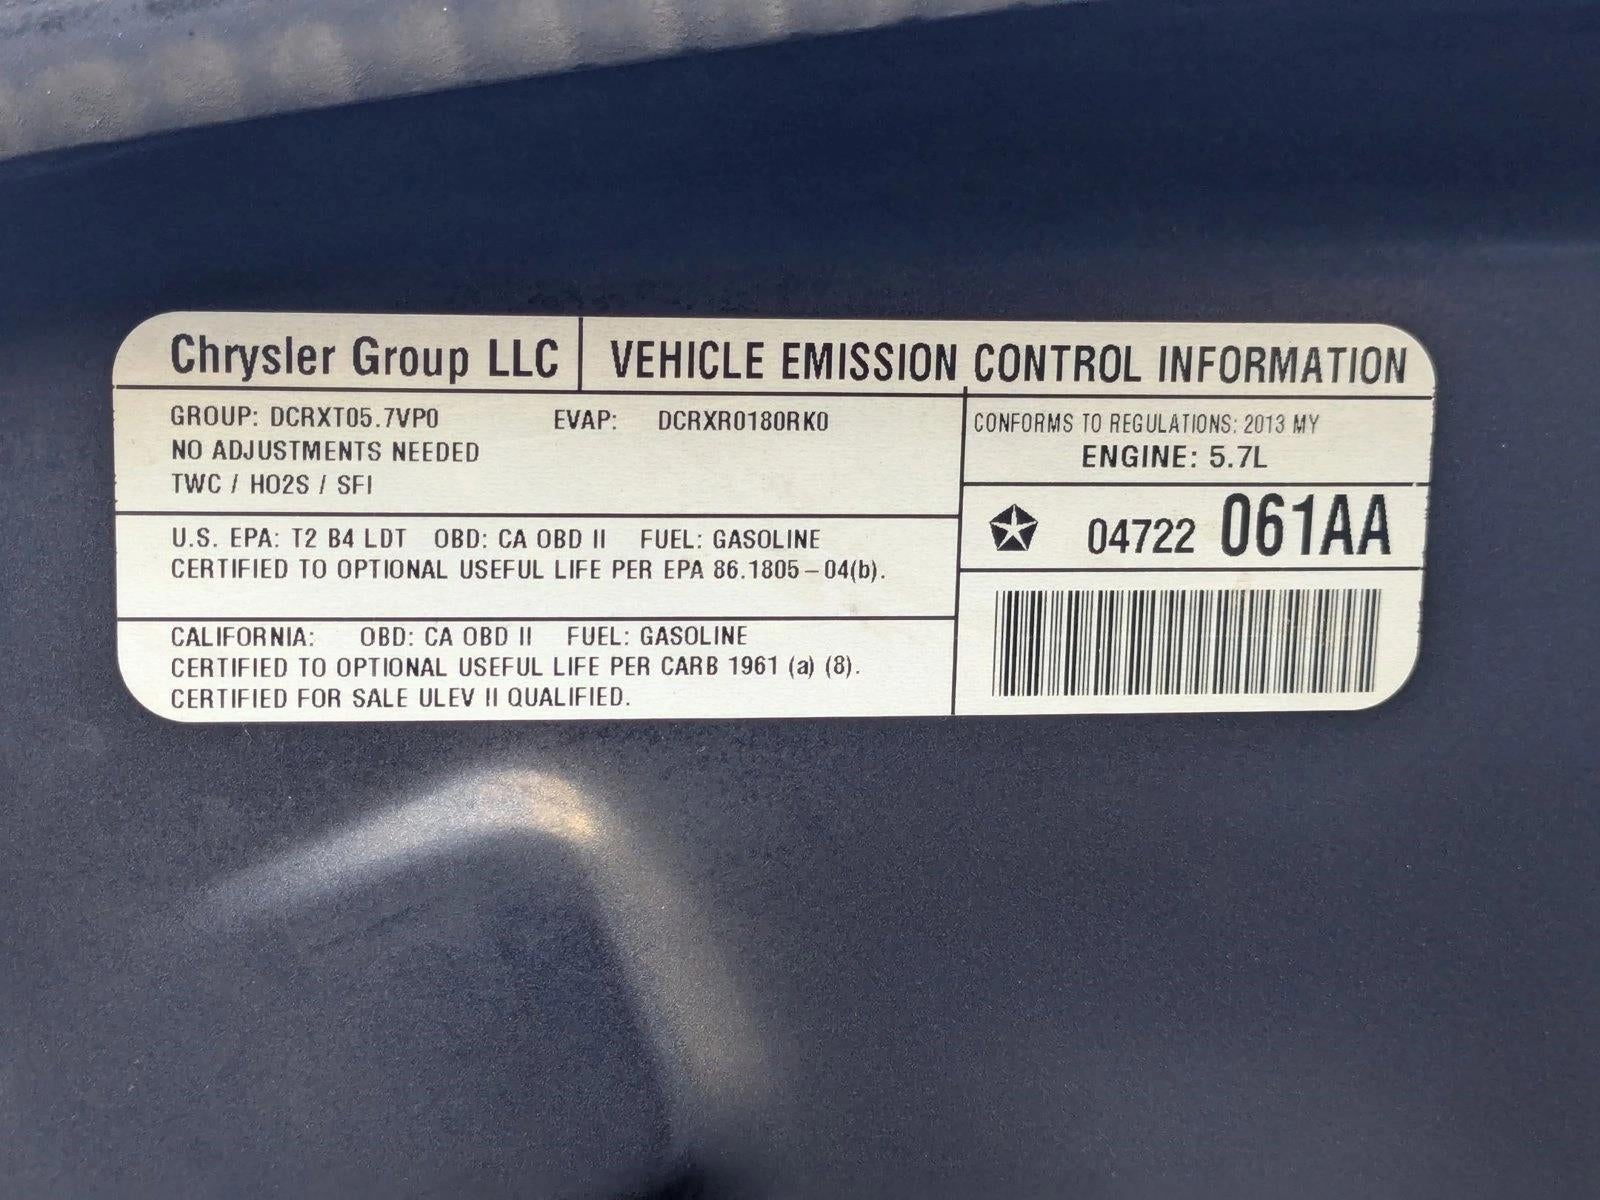 Chrysler Group LLC VEHICLE EMISSION CONTROL INFORMATION
GROUP: DCRXT05.7VP0 EVAP: DCRXR0180RK0
NO ADJUSTMENTS NEEDED
TWC / HO2S / SFI
CONFORMS TO REGULATIONS: 2013 MY
ENGINE: 5.7L
04722 061AA
U.S. EPA: T2 B4 LDT OBD: CA OBD II FUEL: GASOLINE
CERTIFIED TO OPTIONAL USEFUL LIFE PER EPA 86.1805-04(b).
CALIFORNIA: OBD: CA OBD II FUEL: GASOLINE
CERTIFIED TO OPTIONAL USEFUL LIFE PER CARB 1961 (a) (8).
CERTIFIED FOR SALE ULEV II QUALIFIED.